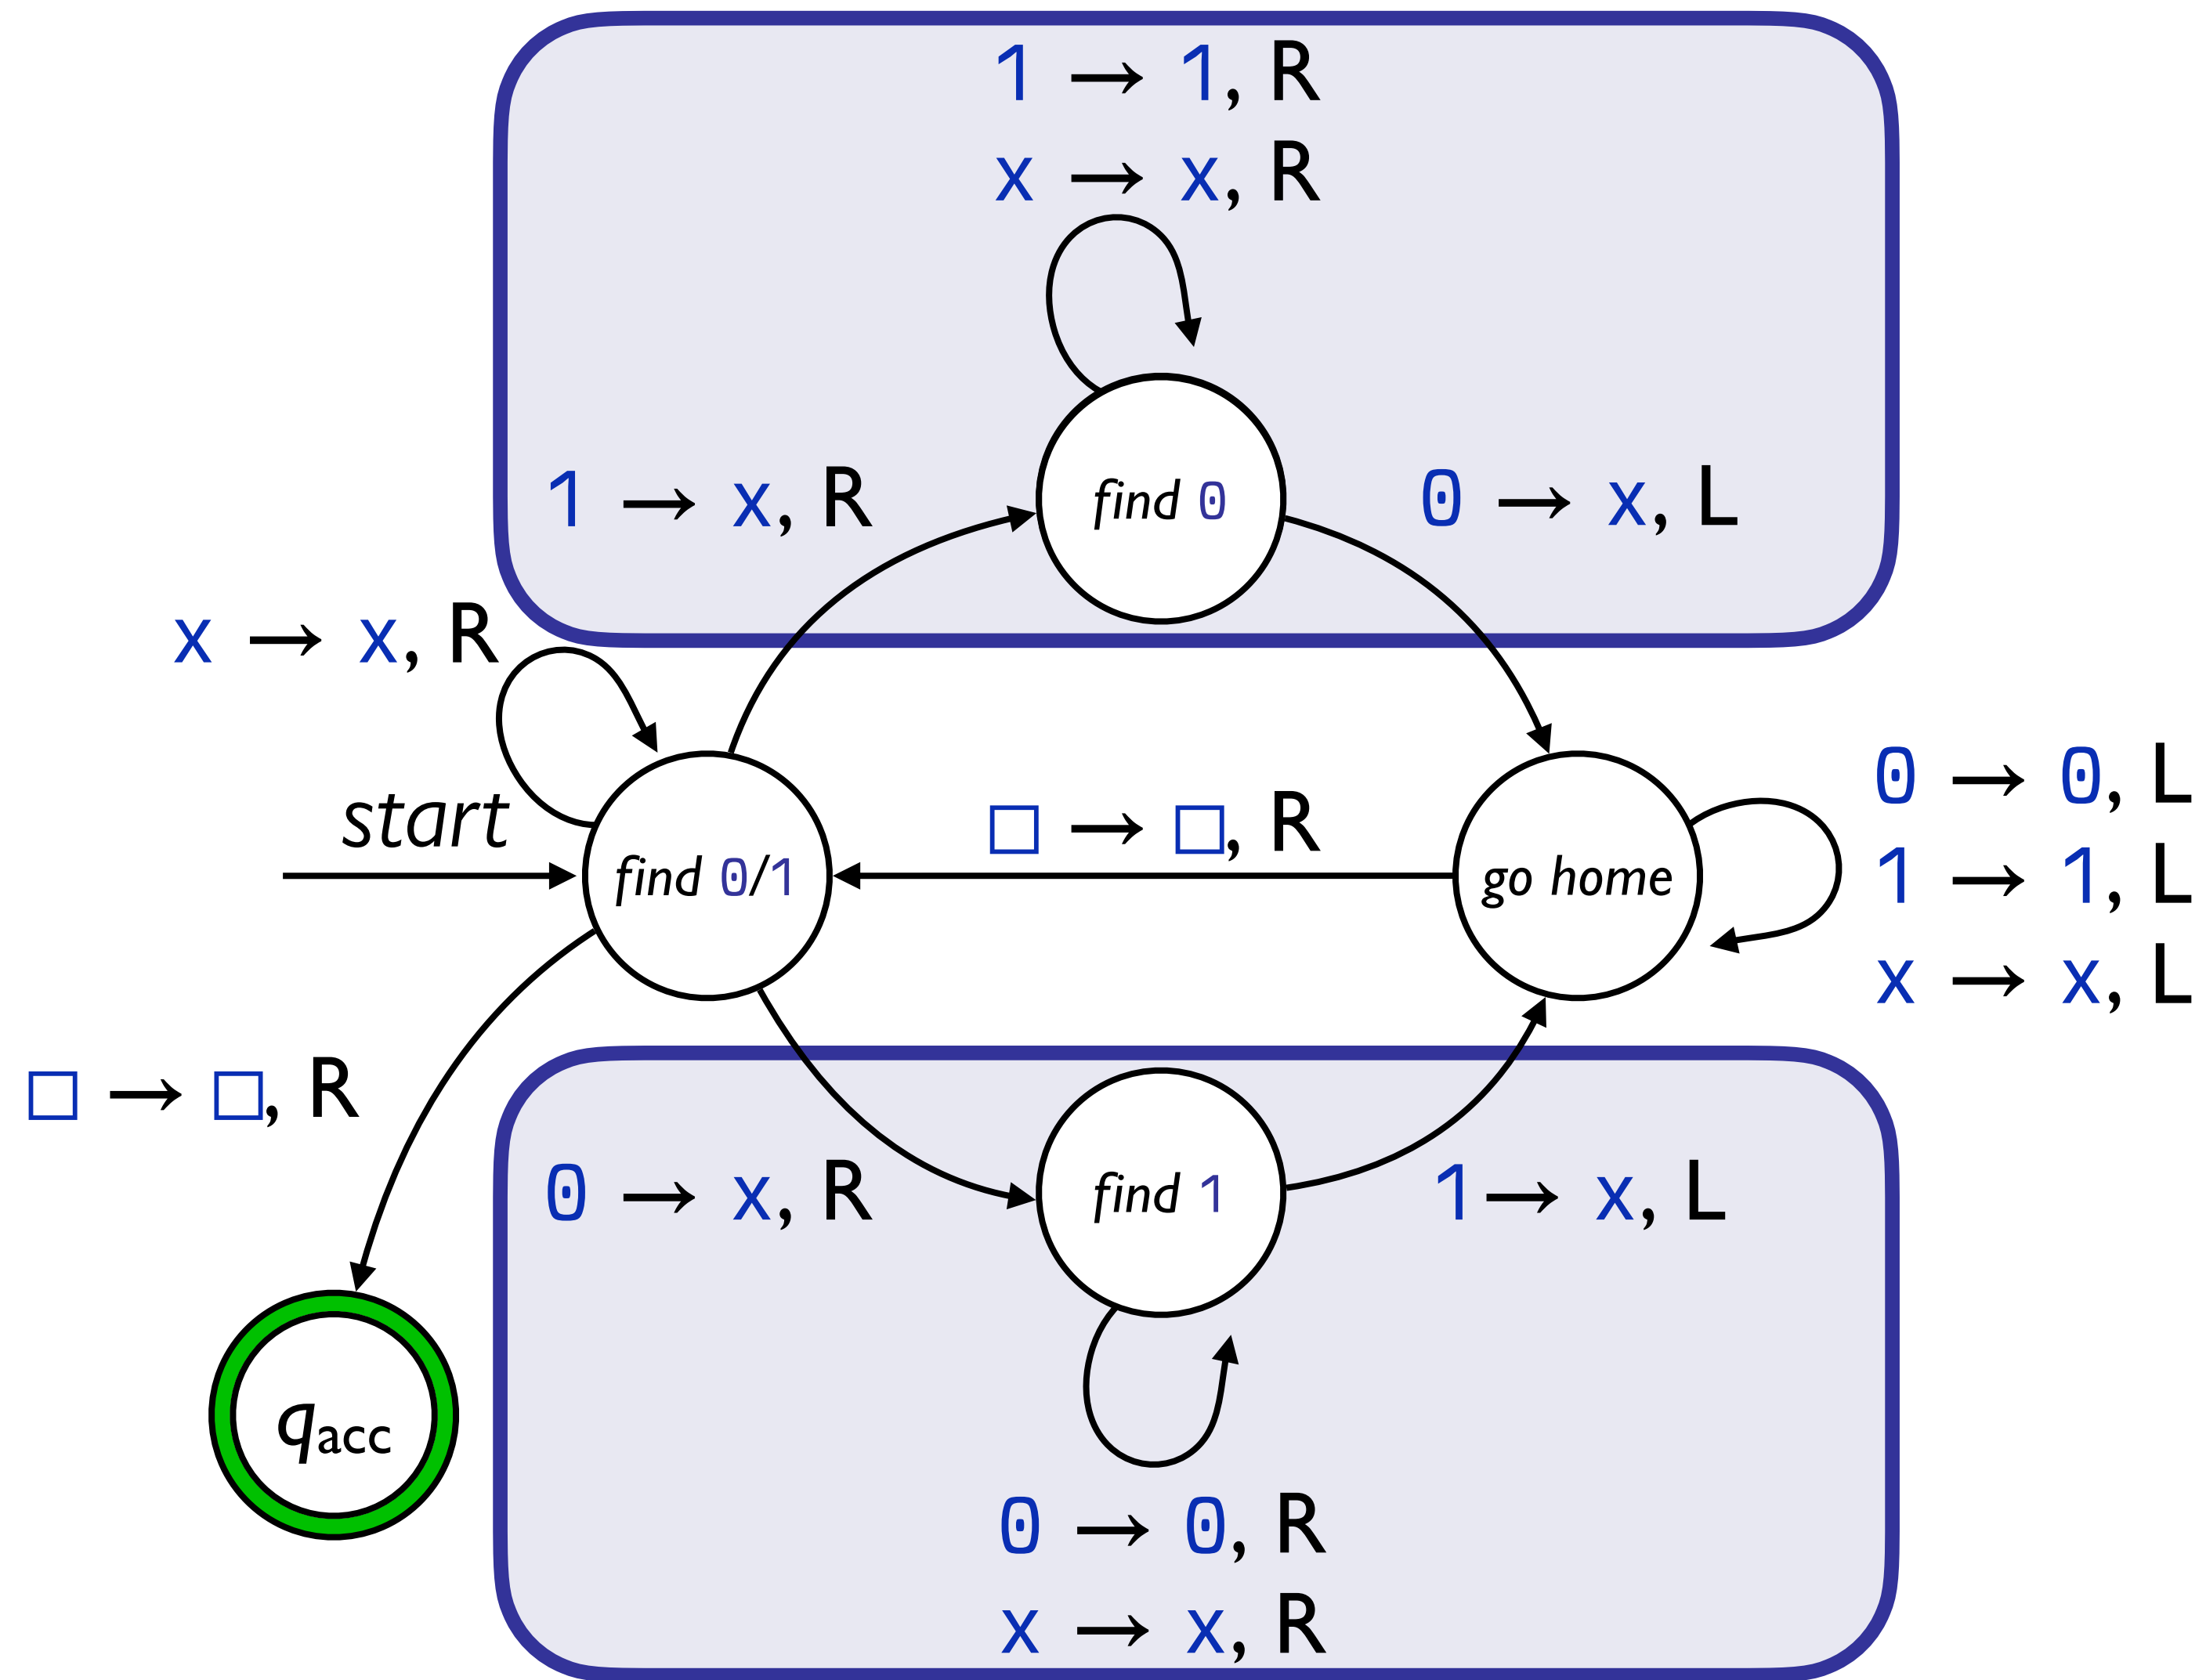 1 → 1, R
x → x, R
1 → x, R
find 0
0 → x, L
x → x, R
start
find 0/1
□ → □, R
go home
0 → 0, L
1 → 1, L
x → x, L
□ → □, R
0 → x, R
find 1
1 → x, L
qacc
0 → 0, R
x → x, R